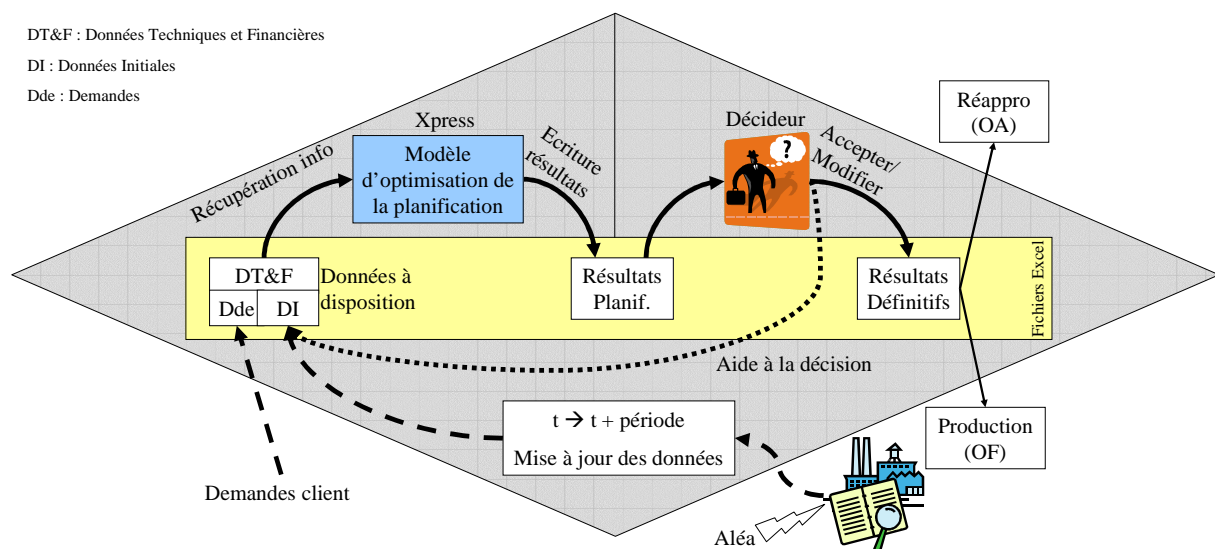 DT&F : Données Techniques et Financières
DI : Données Initiales
Dde : Demandes
Xpress
Modèle
d'optimisation de
la planification
Récupération info
Ecriture
résultats
Décideur
?
Accepter/
Modifier
Réappro
(OA)
DT&F
Dde
DI
Données à
disposition
Résultats
Planif.
Résultats
Définitifs
Fichiers Excel
Aide à la décision
t → t + période
Mise à jour des données
Production
(OF)
Demandes client
Aléa